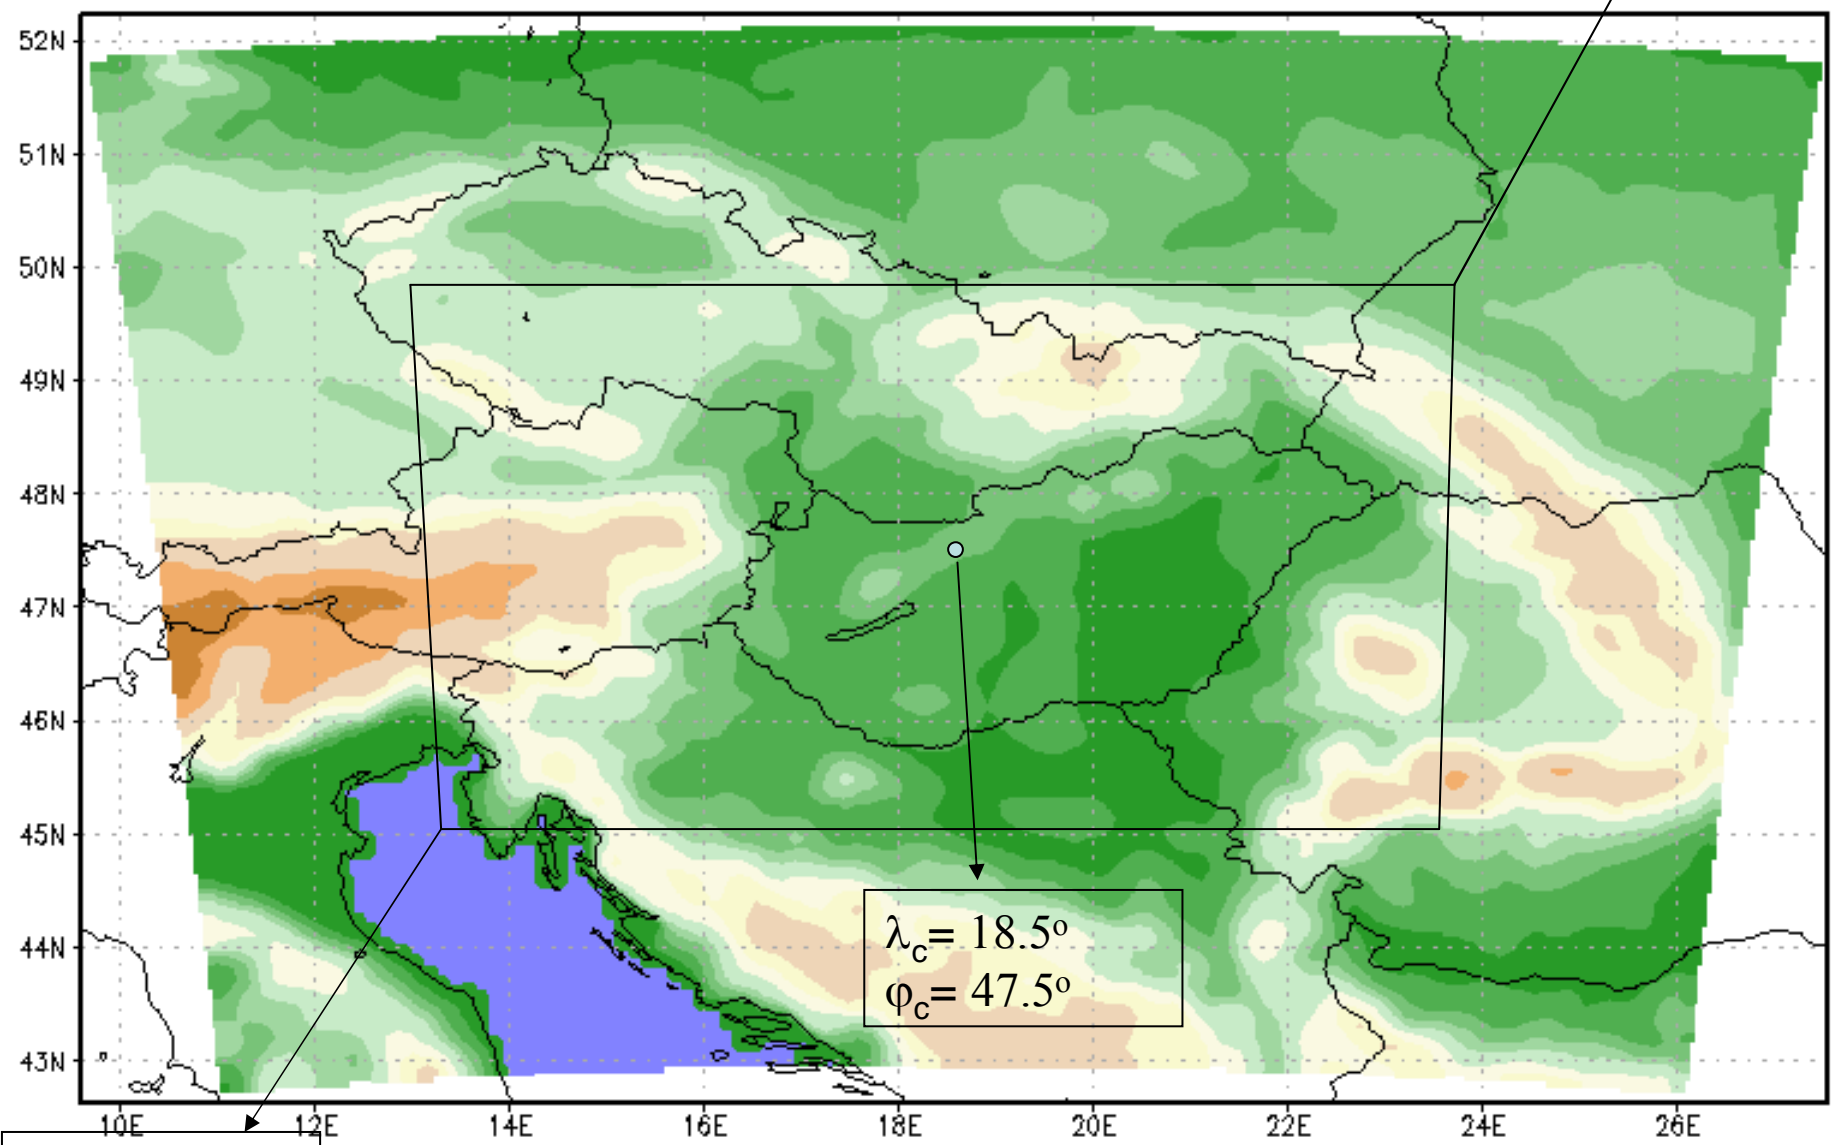 52N
51N
50N
49N
48N
47N
46N
45N
44N
43N
λc= 18.5º
φc= 47.5º
10E 12E 14E 16E 18E 20E 22E 24E 26E